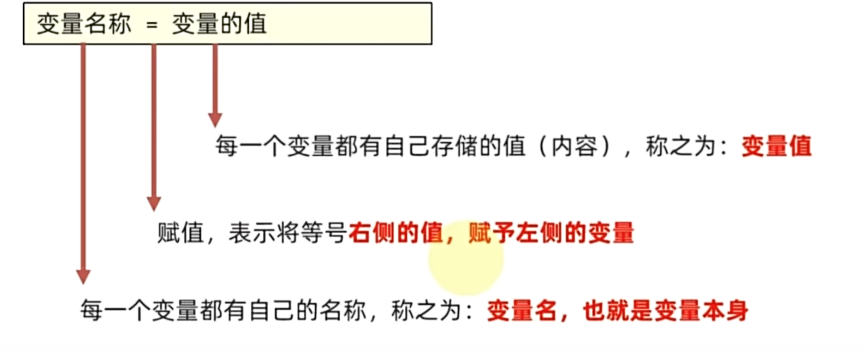 变量名称 = 变量的值
每一个变量都有自己存储的值（内容），称之为：变量值
赋值，表示将等号右侧的值，赋予左侧的变量
每一个变量都有自己的名称，称之为：变量名，也就是变量本身